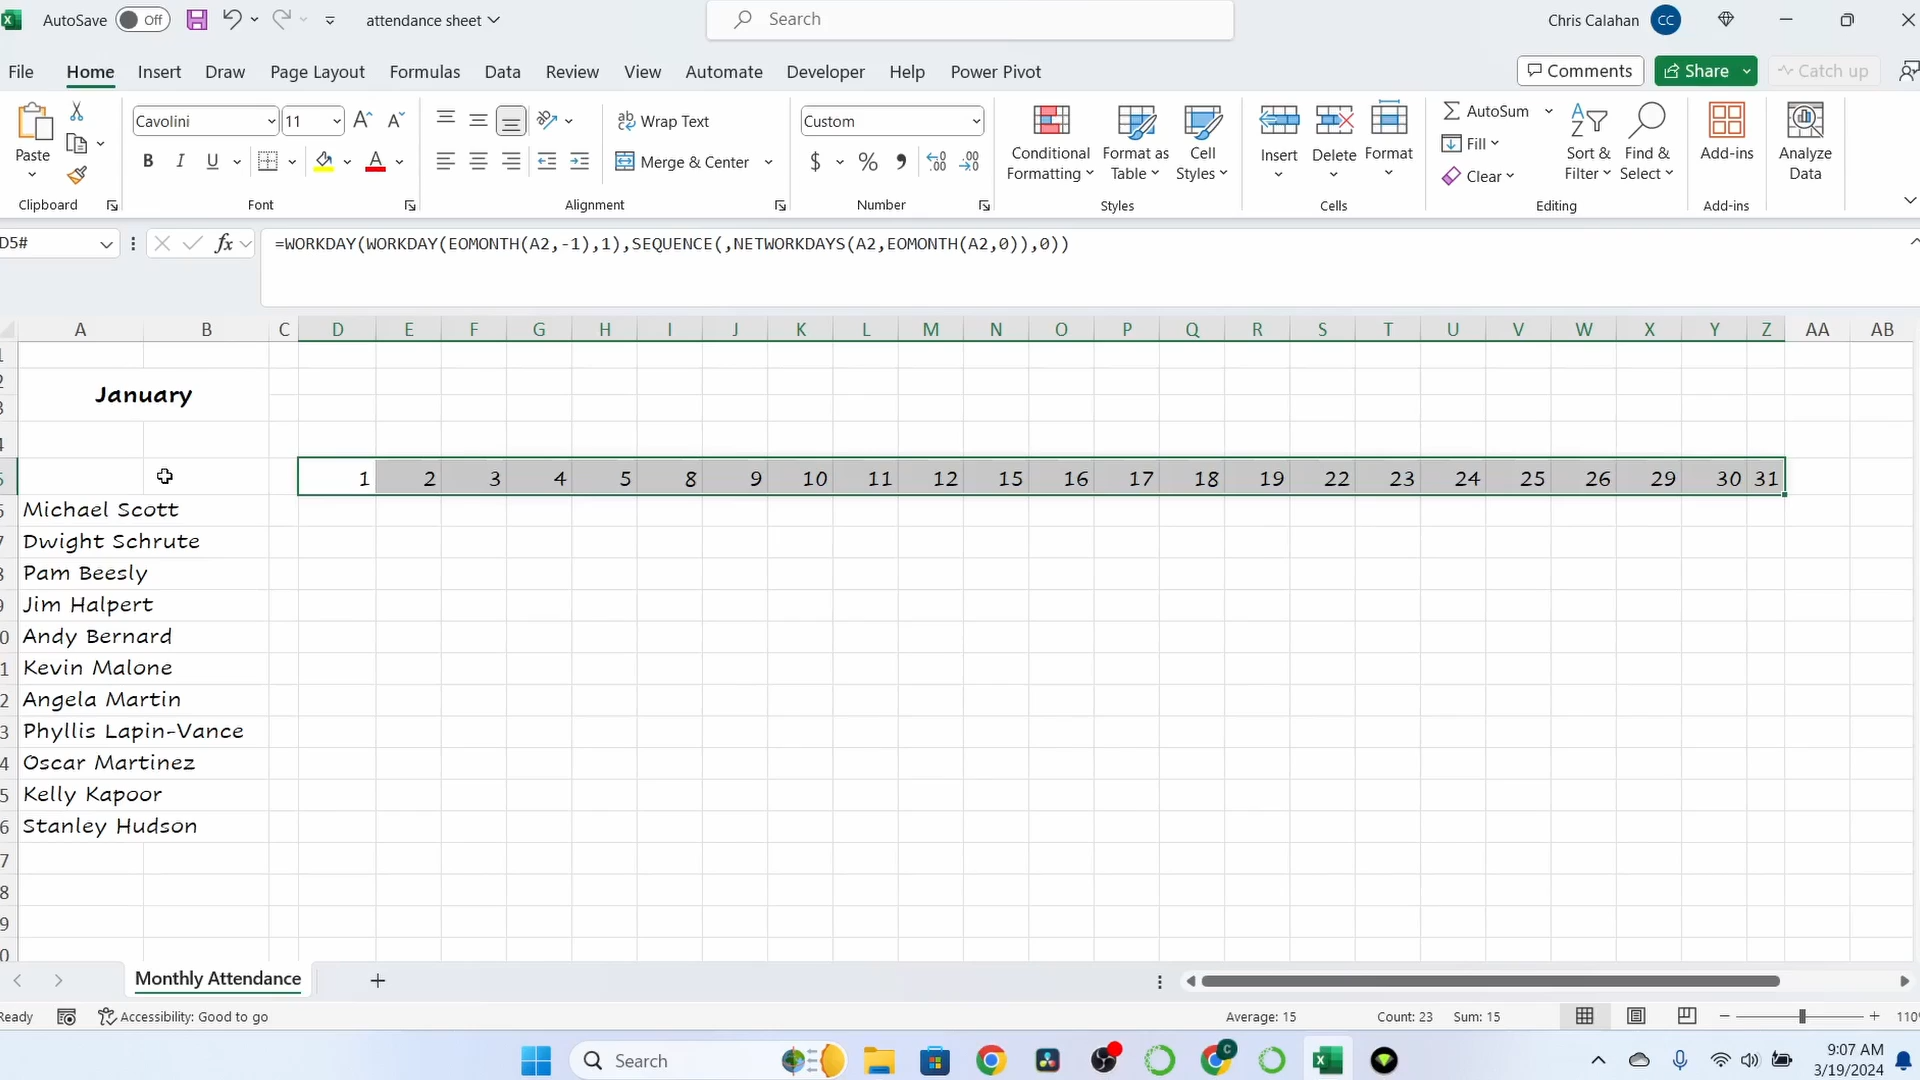 AutoSave Off attendance sheet Search Chris Calahan CC
File Home Insert Draw Page Layout Formulas Data Review View Automate Developer Help Power Pivot Comments Share Catch up
Cavolini 11 A A Wrap Text Custom AutoSum
Paste Conditional Formatting Format as Table Cell Styles Insert Delete Format Fill Sort & Filter Find & Select Add-ins Analyze Data
B I U A Merge & Center $ % Clear
Clipboard Font Alignment Number Styles Cells Editing Add-ins
D5# fx =WORKDAY(WORKDAY(EOMONTH(A2,-1),1),SEQUENCE(,NETWORKDAYS(A2,EOMONTH(A2,0)),0))
A B C D E F G H I J K L M N O P Q R S T U V W X Y Z AA AB
January
1 2 3 4 5 8 9 10 11 12 15 16 17 18 19 22 23 24 25 26 29 30 31
Michael Scott
Dwight Schrute
Pam Beesly
Jim Halpert
Andy Bernard
Kevin Malone
Angela Martin
Phyllis Lapin-Vance
Oscar Martinez
Kelly Kapoor
Stanley Hudson
Monthly Attendance
Ready Accessibility: Good to go Average: 15 Count: 23 Sum: 15
Search 9:07 AM
3/19/2024